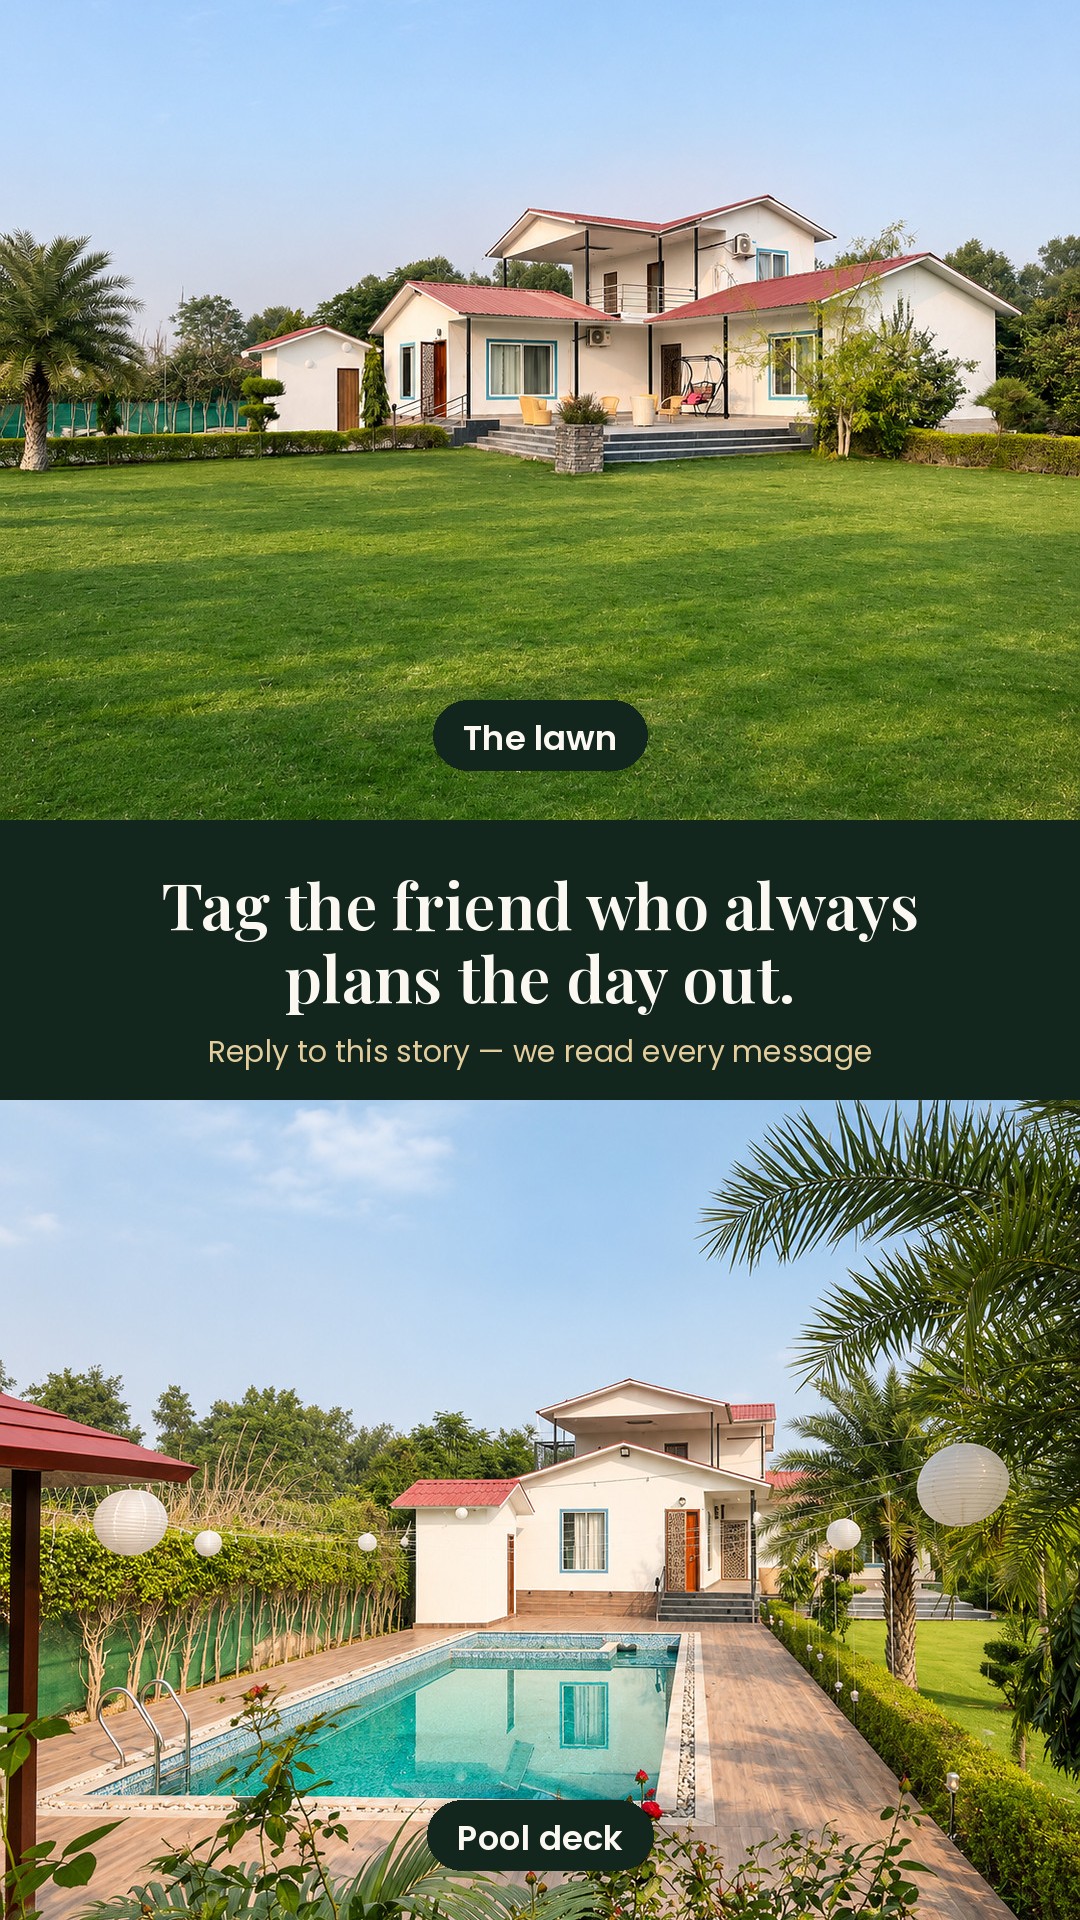 The lawn
Tag the friend who always
plans the day out.
Reply to this story — we read every message
Pool deck